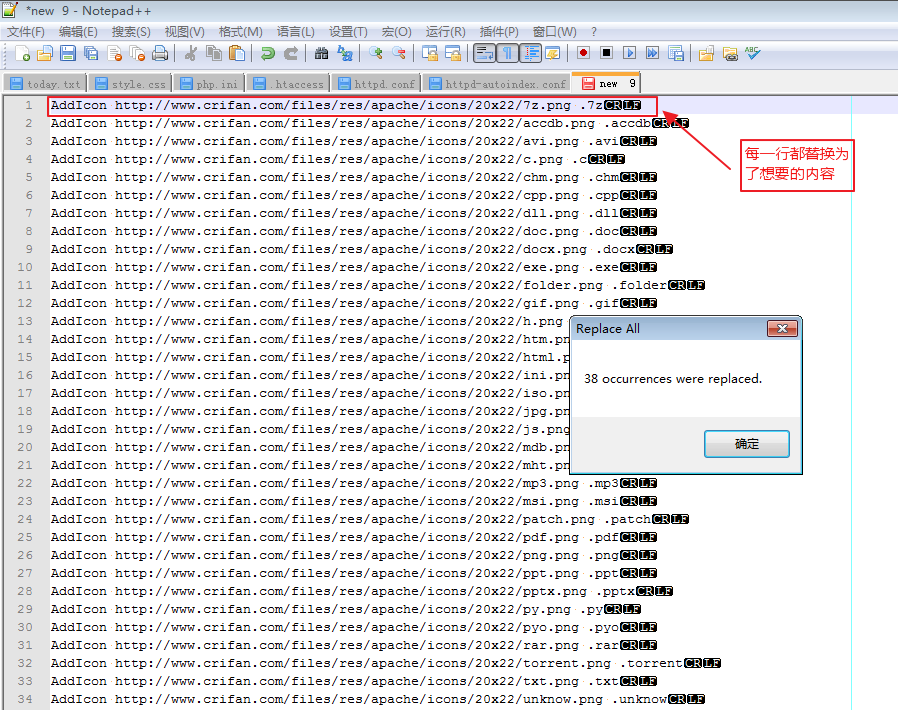 *new 9 - Notepad++
文件(F) 编辑(E) 搜索(S) 视图(V) 格式(M) 语言(L) 设置(T) 宏(O) 运行(R) 插件(P) 窗口(W) ?
today.txt style.css php.ini .htaccess httpd.conf httpd-autoindex.conf new 9
1 AddIcon http://www.crifan.com/files/res/apache/icons/20x22/7z.png .7zCRLF
2 AddIcon http://www.crifan.com/files/res/apache/icons/20x22/accdb.png .accdbCRLF
3 AddIcon http://www.crifan.com/files/res/apache/icons/20x22/avi.png .aviCRLF
4 AddIcon http://www.crifan.com/files/res/apache/icons/20x22/c.png .cCRLF
5 AddIcon http://www.crifan.com/files/res/apache/icons/20x22/chm.png .chmCRLF
6 AddIcon http://www.crifan.com/files/res/apache/icons/20x22/cpp.png .cppCRLF
7 AddIcon http://www.crifan.com/files/res/apache/icons/20x22/dll.png .dllCRLF
8 AddIcon http://www.crifan.com/files/res/apache/icons/20x22/doc.png .docCRLF
9 AddIcon http://www.crifan.com/files/res/apache/icons/20x22/docx.png .docxCRLF
10 AddIcon http://www.crifan.com/files/res/apache/icons/20x22/exe.png .exeCRLF
11 AddIcon http://www.crifan.com/files/res/apache/icons/20x22/folder.png .folderCRLF
12 AddIcon http://www.crifan.com/files/res/apache/icons/20x22/gif.png .gifCRLF
13 AddIcon http://www.crifan.com/files/res/apache/icons/20x22/h.png
14 AddIcon http://www.crifan.com/files/res/apache/icons/20x22/htm.pn
15 AddIcon http://www.crifan.com/files/res/apache/icons/20x22/html.p
16 AddIcon http://www.crifan.com/files/res/apache/icons/20x22/ini.pn
17 AddIcon http://www.crifan.com/files/res/apache/icons/20x22/iso.pn
18 AddIcon http://www.crifan.com/files/res/apache/icons/20x22/jpg.pn
19 AddIcon http://www.crifan.com/files/res/apache/icons/20x22/js.png
20 AddIcon http://www.crifan.com/files/res/apache/icons/20x22/mdb.pn
21 AddIcon http://www.crifan.com/files/res/apache/icons/20x22/mht.pn
22 AddIcon http://www.crifan.com/files/res/apache/icons/20x22/mp3.png .mp3CRLF
23 AddIcon http://www.crifan.com/files/res/apache/icons/20x22/msi.png .msiCRLF
24 AddIcon http://www.crifan.com/files/res/apache/icons/20x22/patch.png .patchCRLF
25 AddIcon http://www.crifan.com/files/res/apache/icons/20x22/pdf.png .pdfCRLF
26 AddIcon http://www.crifan.com/files/res/apache/icons/20x22/png.png .pngCRLF
27 AddIcon http://www.crifan.com/files/res/apache/icons/20x22/ppt.png .pptCRLF
28 AddIcon http://www.crifan.com/files/res/apache/icons/20x22/pptx.png .pptxCRLF
29 AddIcon http://www.crifan.com/files/res/apache/icons/20x22/py.png .pyCRLF
30 AddIcon http://www.crifan.com/files/res/apache/icons/20x22/pyo.png .pyoCRLF
31 AddIcon http://www.crifan.com/files/res/apache/icons/20x22/rar.png .rarCRLF
32 AddIcon http://www.crifan.com/files/res/apache/icons/20x22/torrent.png .torrentCRLF
33 AddIcon http://www.crifan.com/files/res/apache/icons/20x22/txt.png .txtCRLF
34 AddIcon http://www.crifan.com/files/res/apache/icons/20x22/unknow.png .unknowCRLF
每一行都替换为
了想要的内容
Replace All
38 occurrences were replaced.
确定